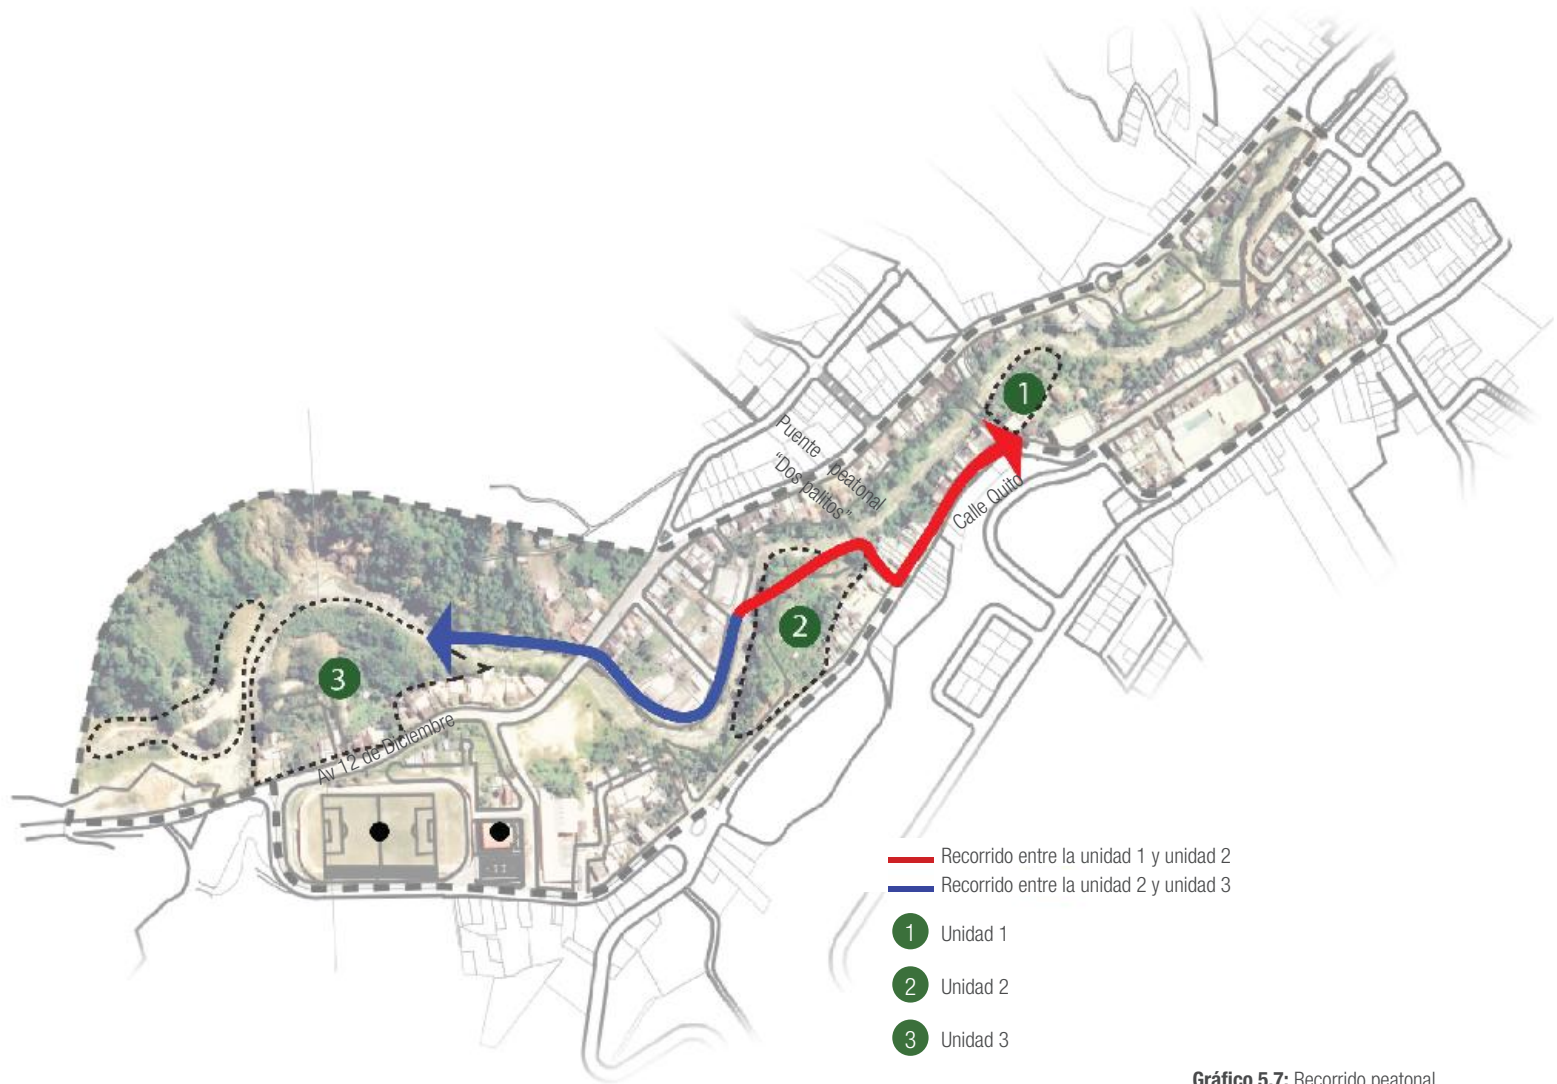 1
Puente peatonal
“Dos palitos”
Calle Quito
2
3
Av 12 de Diciembre
Recorrido entre la unidad 1 y unidad 2
Recorrido entre la unidad 2 y unidad 3
1 Unidad 1
2 Unidad 2
3 Unidad 3
Gráfico 5.7: Recorrido peatonal